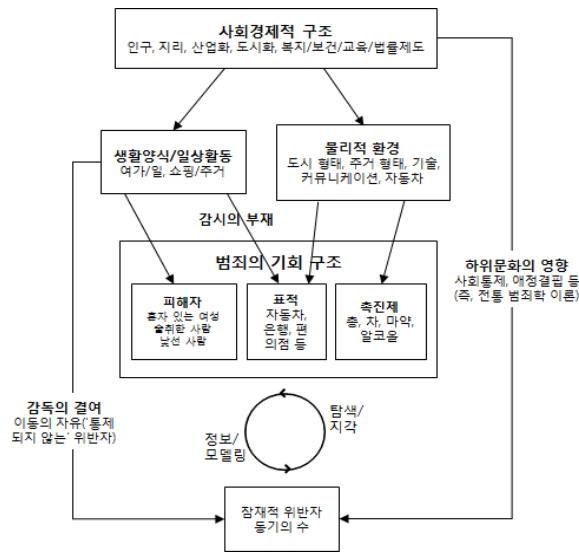 사회경제적 구조
인구, 지리, 산업화, 도시화, 복지/보건/교육/법률제도
생활양식/일상활동
여가/일, 쇼핑/주거
물리적 환경
도시 형태, 주거 형태, 기술,
커뮤니케이션, 자동차
감시의 부재
범죄의 기회 구조
피해자
혼자 있는 여성
술취한 사람
낯선 사람
표적
자동차,
은행, 편
의점 등
촉진제
총, 차, 마약,
알코올
하위문화의 영향
사회통제, 애정결핍 등
(즉, 전통 범죄학 이론)
감독의 결여
이동의 자유('통제
되지 않는' 위반자)
탐색/
지각
정보/
모델링
잠재적 위반자
동기의 수